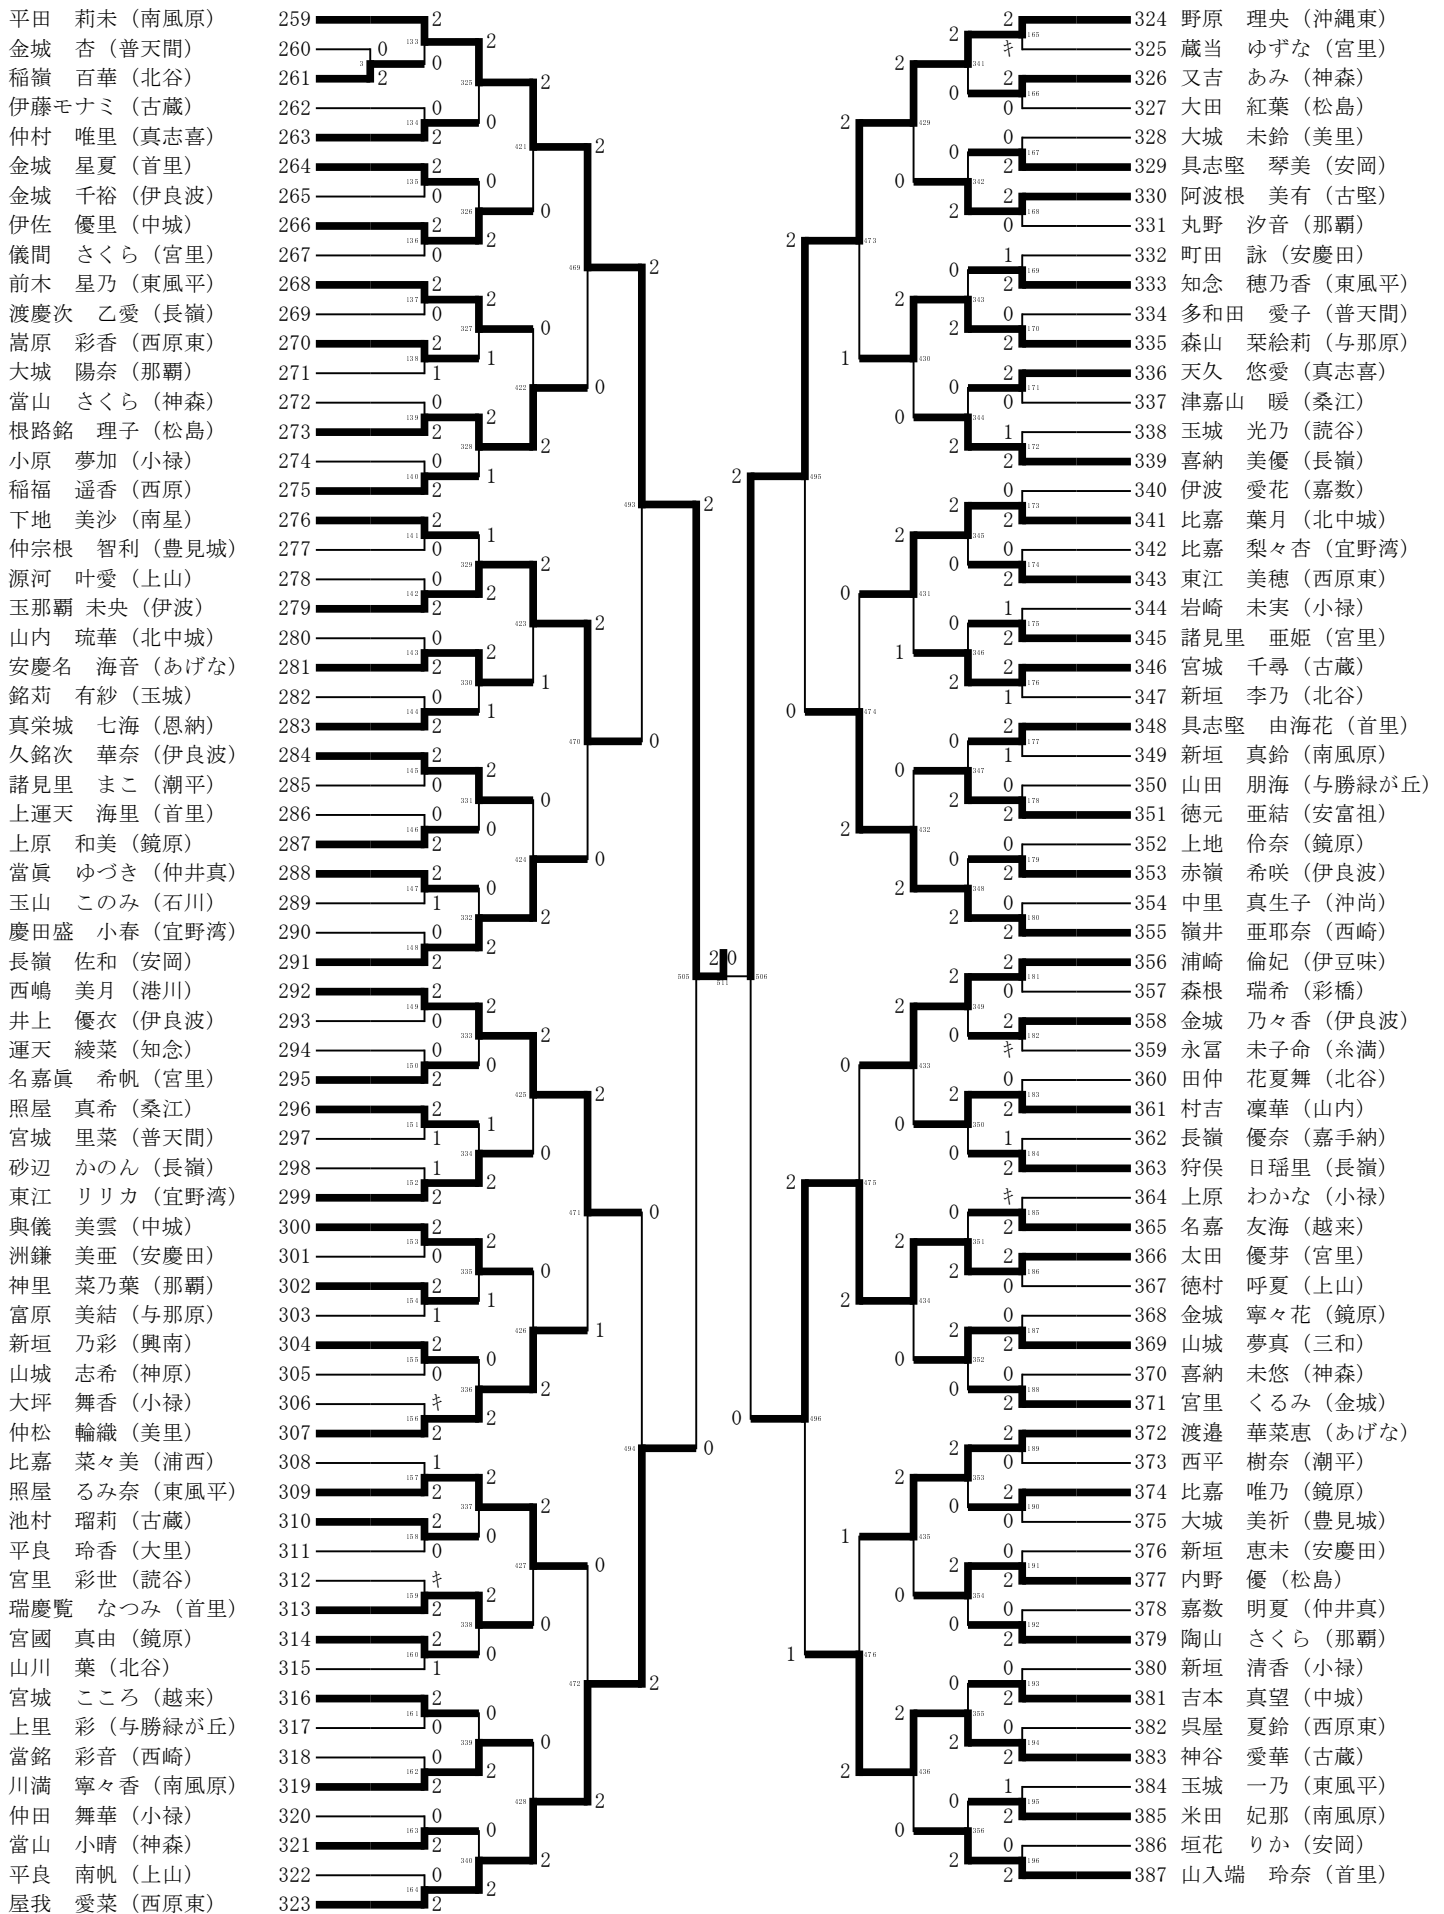 平田　莉未（南風原） 259
金城　杏（普天間） 260
稲嶺　百華（北谷） 261
伊藤モナミ（古蔵） 262
仲村　唯里（真志喜） 263
金城　星夏（首里） 264
金城　千裕（伊良波） 265
伊佐　優里（中城） 266
儀間　さくら（宮里） 267
前木　星乃（東風平） 268
渡慶次　乙愛（長嶺） 269
嵩原　彩香（西原東） 270
大城　陽奈（那覇） 271
當山　さくら（神森） 272
根路銘　理子（松島） 273
小原　夢加（小禄） 274
稲福　遥香（西原） 275
下地　美沙（南星） 276
仲宗根　智利（豊見城） 277
源河　叶愛（上山） 278
玉那覇 未央（伊波） 279
山内　琉華（北中城） 280
安慶名　海音（あげな） 281
銘苅　有紗（玉城） 282
真栄城　七海（恩納） 283
久銘次　華奈（伊良波） 284
諸見里　まこ（潮平） 285
上運天　海里（首里） 286
上原　和美（鏡原） 287
當眞　ゆづき（仲井真） 288
玉山　このみ（石川） 289
慶田盛　小春（宜野湾） 290
長嶺　佐和（安岡） 291
西嶋　美月（港川） 292
井上　優衣（伊良波） 293
運天　綾菜（知念） 294
名嘉眞　希帆（宮里） 295
照屋　真希（桑江） 296
宮城　里菜（普天間） 297
砂辺　かのん（長嶺） 298
東江　リリカ（宜野湾） 299
與儀　美雲（中城） 300
洲鎌　美亜（安慶田） 301
神里　菜乃葉（那覇） 302
富原　美結（与那原） 303
新垣　乃彩（興南） 304
山城　志希（神原） 305
大坪　舞香（小禄） 306
仲松　輪織（美里） 307
比嘉　菜々美（浦西） 308
照屋　るみ奈（東風平） 309
池村　瑠莉（古蔵） 310
平良　玲香（大里） 311
宮里　彩世（読谷） 312
瑞慶覧　なつみ（首里） 313
宮國　真由（鏡原） 314
山川　葉（北谷） 315
宮城　こころ（越来） 316
上里　彩（与勝緑が丘） 317
當銘　彩音（西崎） 318
川満　寧々香（南風原） 319
仲田　舞華（小禄） 320
當山　小晴（神森） 321
平良　南帆（上山） 322
屋我　愛菜（西原東） 323
324 野原　理央（沖縄東）
325 蔵当　ゆずな（宮里）
326 又吉　あみ（神森）
327 大田　紅葉（松島）
328 大城　未鈴（美里）
329 具志堅　琴美（安岡）
330 阿波根　美有（古堅）
331 丸野　汐音（那覇）
332 町田　詠（安慶田）
333 知念　穂乃香（東風平）
334 多和田　愛子（普天間）
335 森山　栞絵莉（与那原）
336 天久　悠愛（真志喜）
337 津嘉山　暖（桑江）
338 玉城　光乃（読谷）
339 喜納　美優（長嶺）
340 伊波　愛花（嘉数）
341 比嘉　葉月（北中城）
342 比嘉　梨々杏（宜野湾）
343 東江　美穂（西原東）
344 岩崎　未実（小禄）
345 諸見里　亜姫（宮里）
346 宮城　千尋（古蔵）
347 新垣　李乃（北谷）
348 具志堅　由海花（首里）
349 新垣　真鈴（南風原）
350 山田　朋海（与勝緑が丘）
351 徳元　亜結（安富祖）
352 上地　伶奈（鏡原）
353 赤嶺　希咲（伊良波）
354 中里　真生子（沖尚）
355 嶺井　亜耶奈（西崎）
356 浦崎　倫妃（伊豆味）
357 森根　瑞希（彩橋）
358 金城　乃々香（伊良波）
359 永冨　未子命（糸満）
360 田仲　花夏舞（北谷）
361 村吉　凜華（山内）
362 長嶺　優奈（嘉手納）
363 狩俣　日瑶里（長嶺）
364 上原　わかな（小禄）
365 名嘉　友海（越来）
366 太田　優芽（宮里）
367 徳村　呼夏（上山）
368 金城　寧々花（鏡原）
369 山城　夢真（三和）
370 喜納　未悠（神森）
371 宮里　くるみ（金城）
372 渡邉　華菜恵（あげな）
373 西平　樹奈（潮平）
374 比嘉　唯乃（鏡原）
375 大城　美祈（豊見城）
376 新垣　恵未（安慶田）
377 内野　優（松島）
378 嘉数　明夏（仲井真）
379 陶山　さくら（那覇）
380 新垣　清香（小禄）
381 吉本　真望（中城）
382 呉屋　夏鈴（西原東）
383 神谷　愛華（古蔵）
384 玉城　一乃（東風平）
385 米田　妃那（南風原）
386 垣花　りか（安岡）
387 山入端　玲奈（首里）